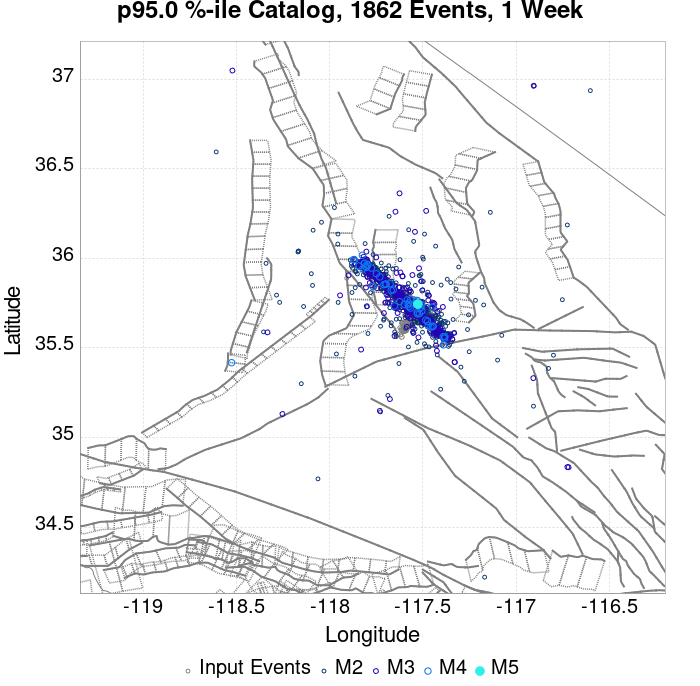 p95.0 %-ile Catalog, 1862 Events, 1 Week
37
36.5
36
35.5
35
34.5
Latitude
-119 -118.5 -118 -117.5 -117 -116.5
Longitude
Input Events M2 M3 M4 M5